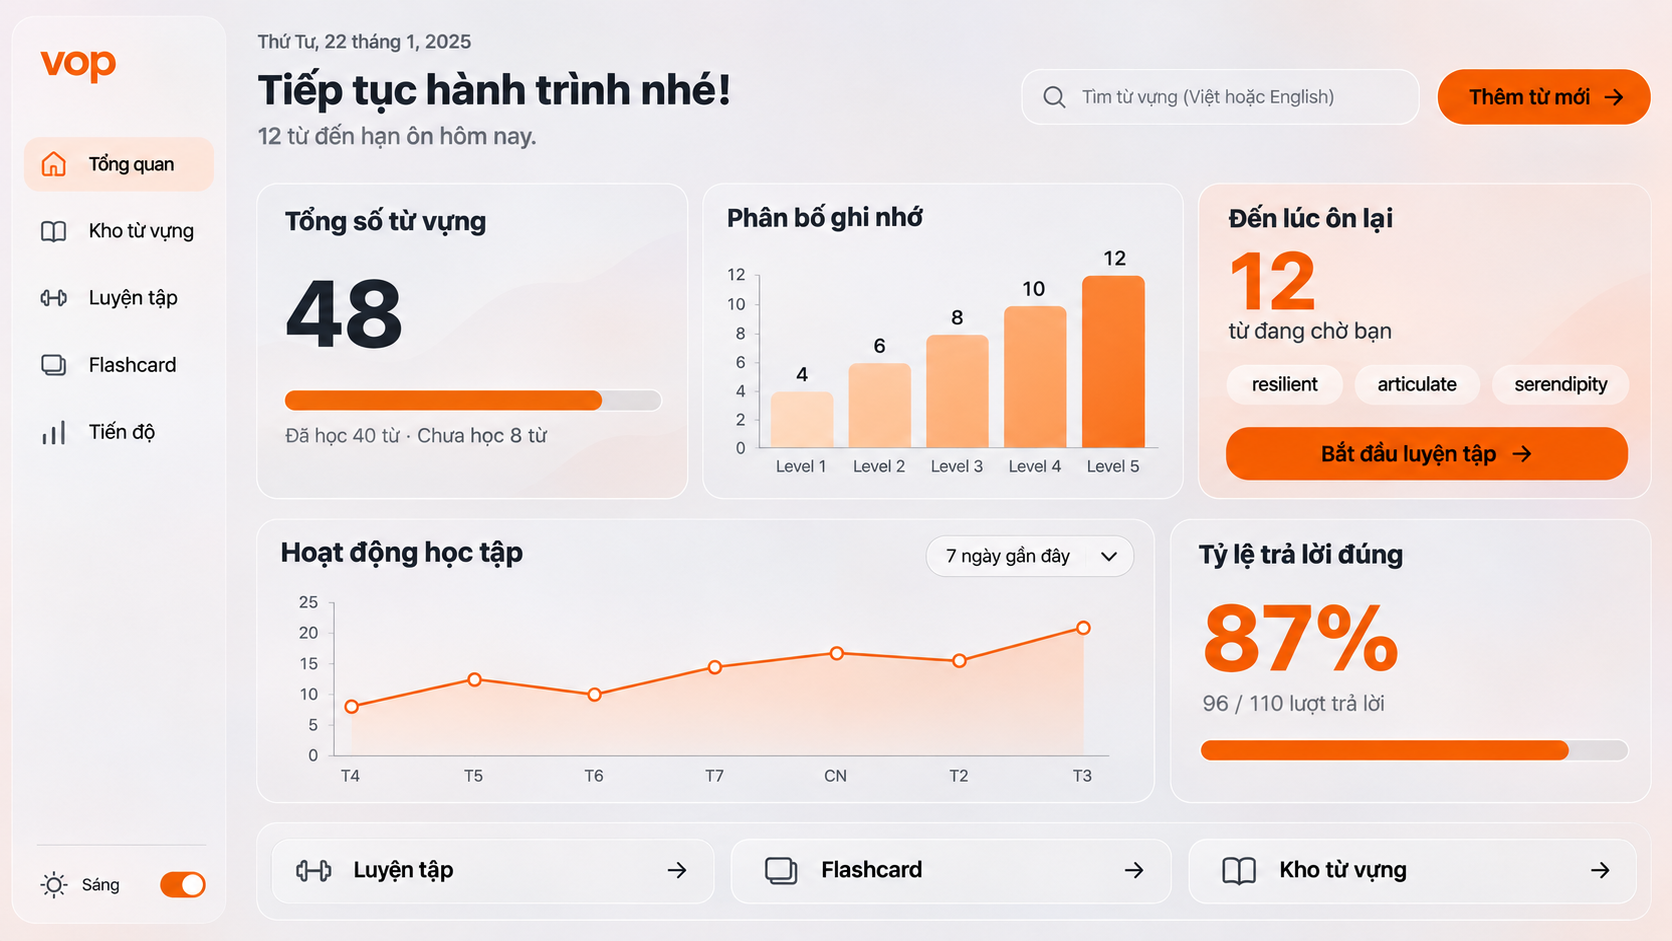 vop
Tổng quan
Kho từ vựng
Luyện tập
Flashcard
Tiến độ
Sáng
Thứ Tư, 22 tháng 1, 2025
Tiếp tục hành trình nhé!
12 từ đến hạn ôn hôm nay.
Tìm từ vựng (Việt hoặc English)
Thêm từ mới →
Tổng số từ vựng
48
Đã học 40 từ · Chưa học 8 từ
Phân bố ghi nhớ
12
10
8
6
4
2
0
4
6
8
10
12
Level 1 Level 2 Level 3 Level 4 Level 5
Đến lúc ôn lại
12
từ đang chờ bạn
resilient articulate serendipity
Bắt đầu luyện tập →
Hoạt động học tập
7 ngày gần đây
25
20
15
10
5
0
T4 T5 T6 T7 CN T2 T3
Tỷ lệ trả lời đúng
87%
96 / 110 lượt trả lời
Luyện tập →
Flashcard →
Kho từ vựng →